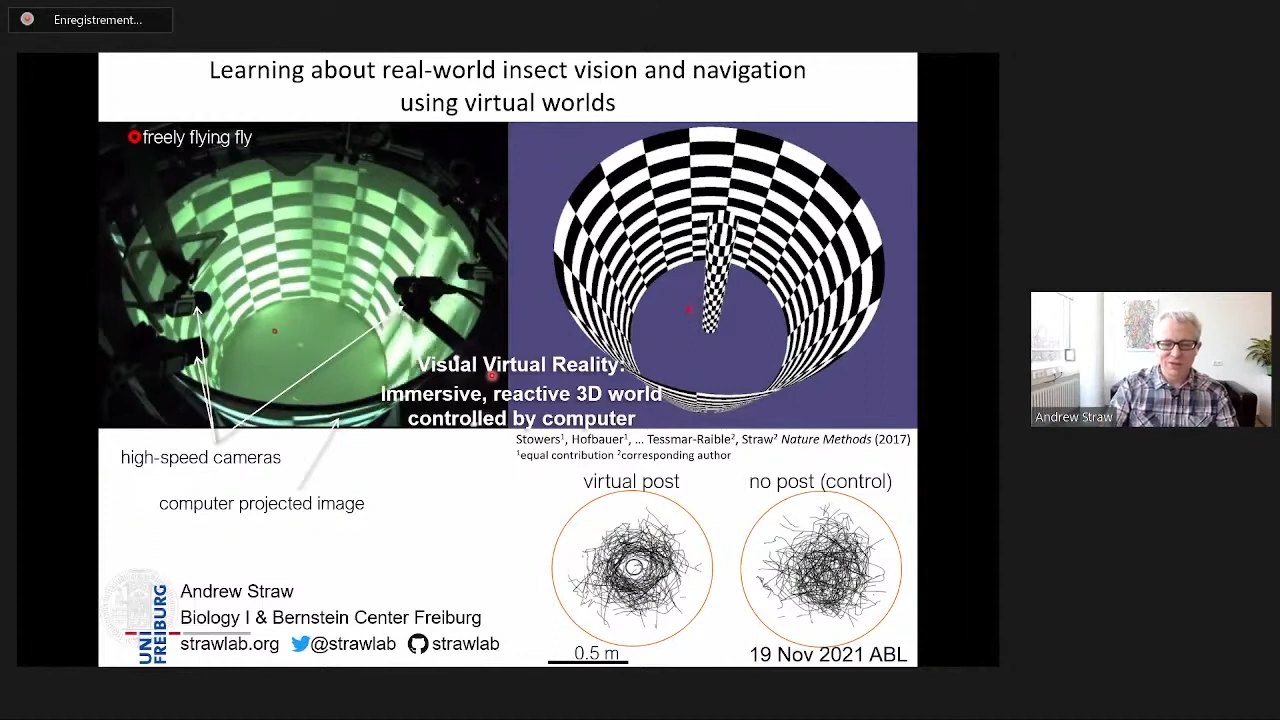 Enregistrement...
Learning about real-world insect vision and navigation
using virtual worlds
freely flying fly
Visual Virtual Reality:
Immersive, reactive 3D world
controlled by computer
high-speed cameras
computer projected image
Stowers¹, Hofbauer¹, ... Tessmar-Raible², Straw² Nature Methods (2017)
¹equal contribution ²corresponding author
virtual post
no post (control)
0.5 m
UNI
FREIBURG
Andrew Straw
Biology I & Bernstein Center Freiburg
strawlab.org @strawlab strawlab
19 Nov 2021 ABL
Andrew Straw